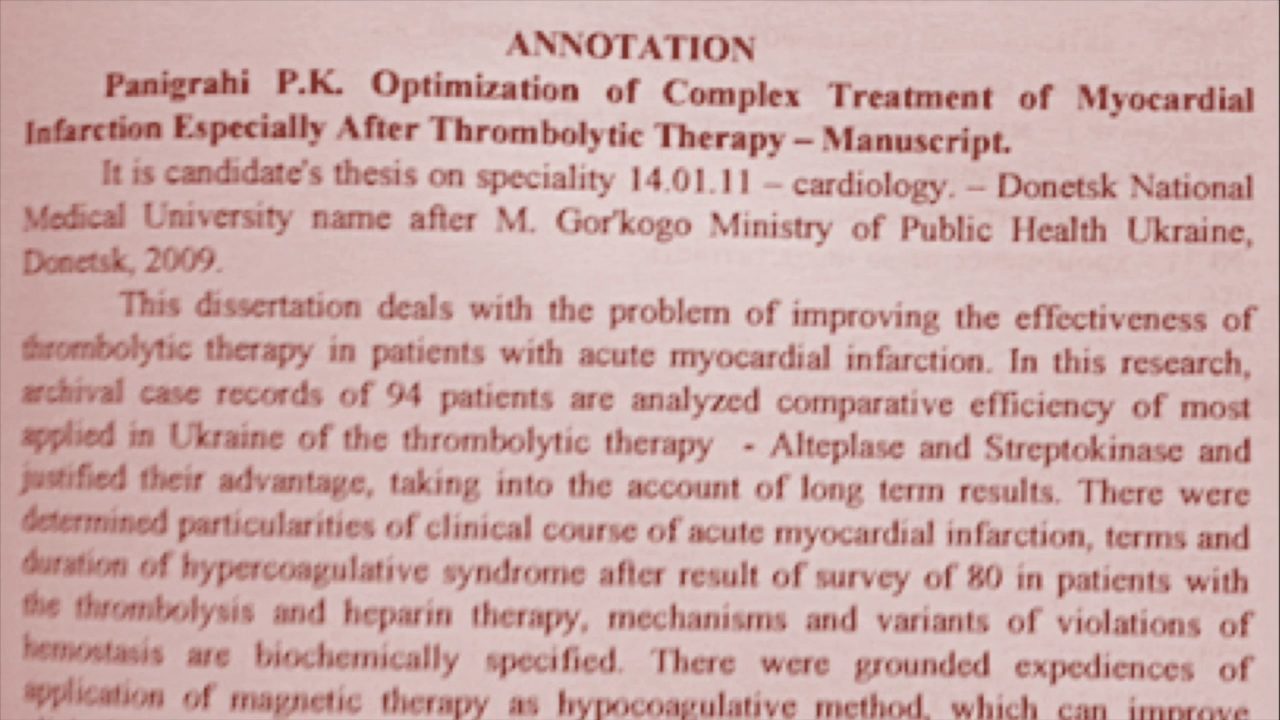 ANNOTATION
Panigrahi P.K. Optimization of Complex Treatment of Myocardial
Infarction Especially After Thrombolytic Therapy – Manuscript.
It is candidate's thesis on speciality 14.01.11 – cardiology. – Donetsk National
Medical University name after M. Gor'kogo Ministry of Public Health Ukraine,
Donetsk, 2009.
This dissertation deals with the problem of improving the effectiveness of
thrombolytic therapy in patients with acute myocardial infarction. In this research,
archival case records of 94 patients are analyzed comparative efficiency of most
applied in Ukraine of the thrombolytic therapy - Alteplase and Streptokinase and
justified their advantage, taking into the account of long term results. There were
determined particularities of clinical course of acute myocardial infarction, terms and
duration of hypercoagulative syndrome after result of survey of 80 in patients with
the thrombolysis and heparin therapy, mechanisms and variants of violations of
hemostasis are biochemically specified. There were grounded expediences of
application of magnetic therapy as hypocoagulative method, which can improve